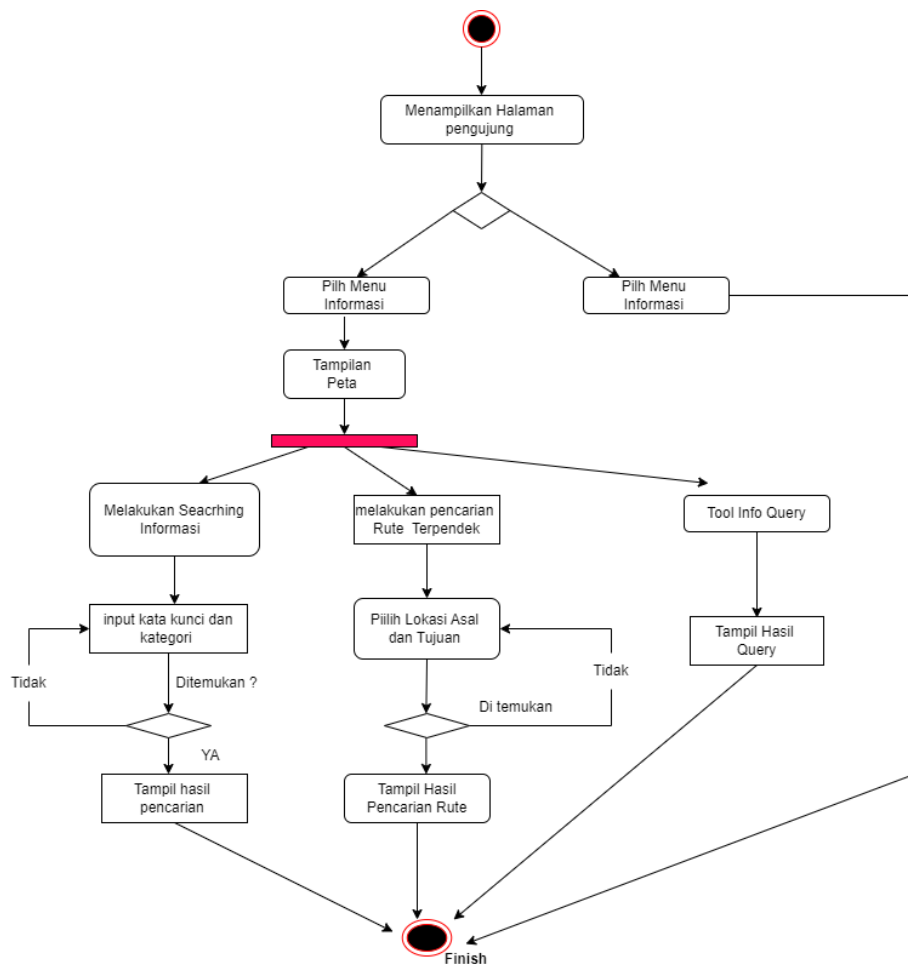 Menampilkan Halaman
pengujung
Pilh Menu
Informasi
Pilh Menu
Informasi
Tampilan
Peta
Melakukan Seacrhing
Informasi
melakukan pencarian
Rute Terpendek
Tool Info Query
input kata kunci dan
kategori
Piilih Lokasi Asal
dan Tujuan
Tampil Hasil
Query
Tidak
Ditemukan ?
Tidak
Di temukan
YA
Tampil hasil
pencarian
Tampil Hasil
Pencarian Rute
Finish